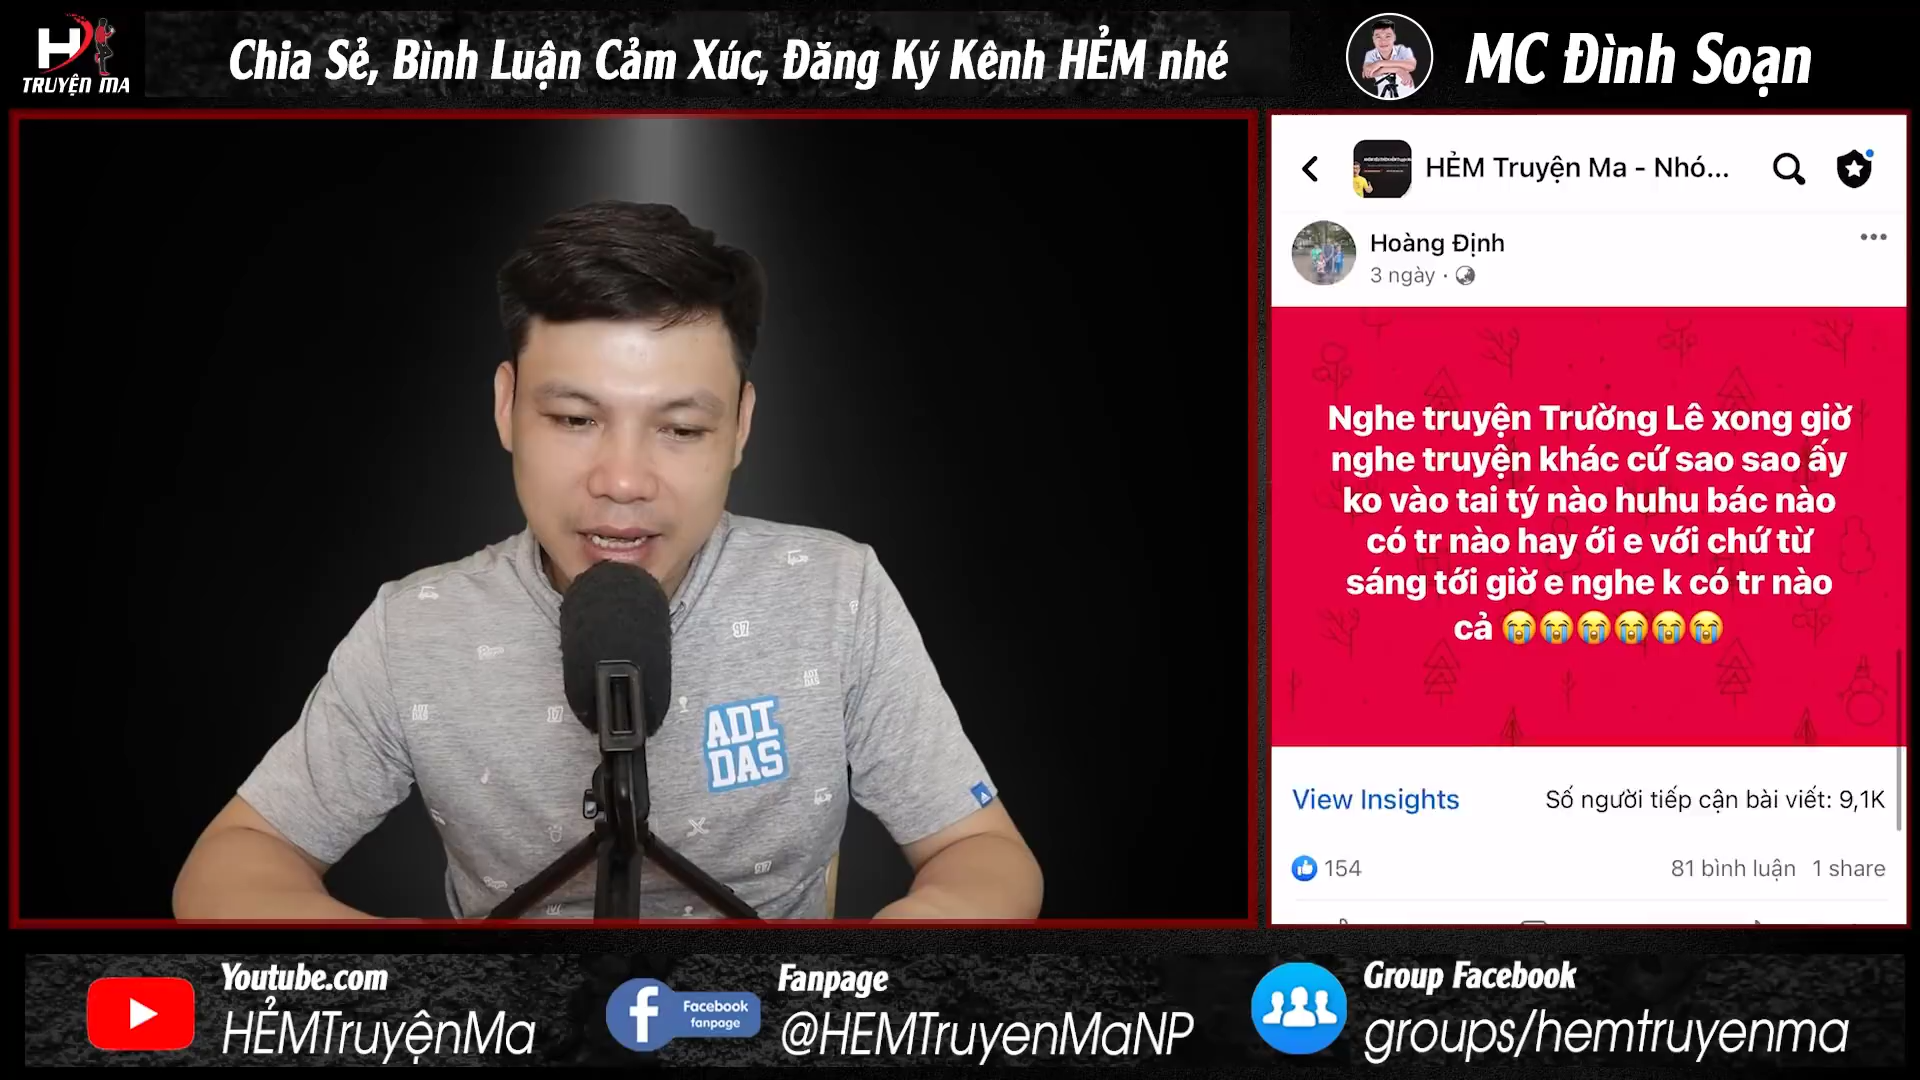 H
TRUYỆN MA
Chia Sẻ, Bình Luận Cảm Xúc, Đăng Ký Kênh HẺM nhé
MC Đình Soạn
HẺM Truyện Ma - Nhó...
Hoàng Định
3 ngày ·
Nghe truyện Trường Lê xong giờ
nghe truyện khác cứ sao sao ấy
ko vào tai tý nào huhu bác nào
có tr nào hay ới e với chứ từ
sáng tới giờ e nghe k có tr nào
cả 😭😭😭😭😭😭
View Insights
Số người tiếp cận bài viết: 9,1K
154
81 bình luận 1 share
97
17
ADI
DAS
97
Youtube.com
HẺMTruyệnMa
Facebook
fanpage
Fanpage
@HEMTruyenMaNP
Group Facebook
groups/hemtruyenma